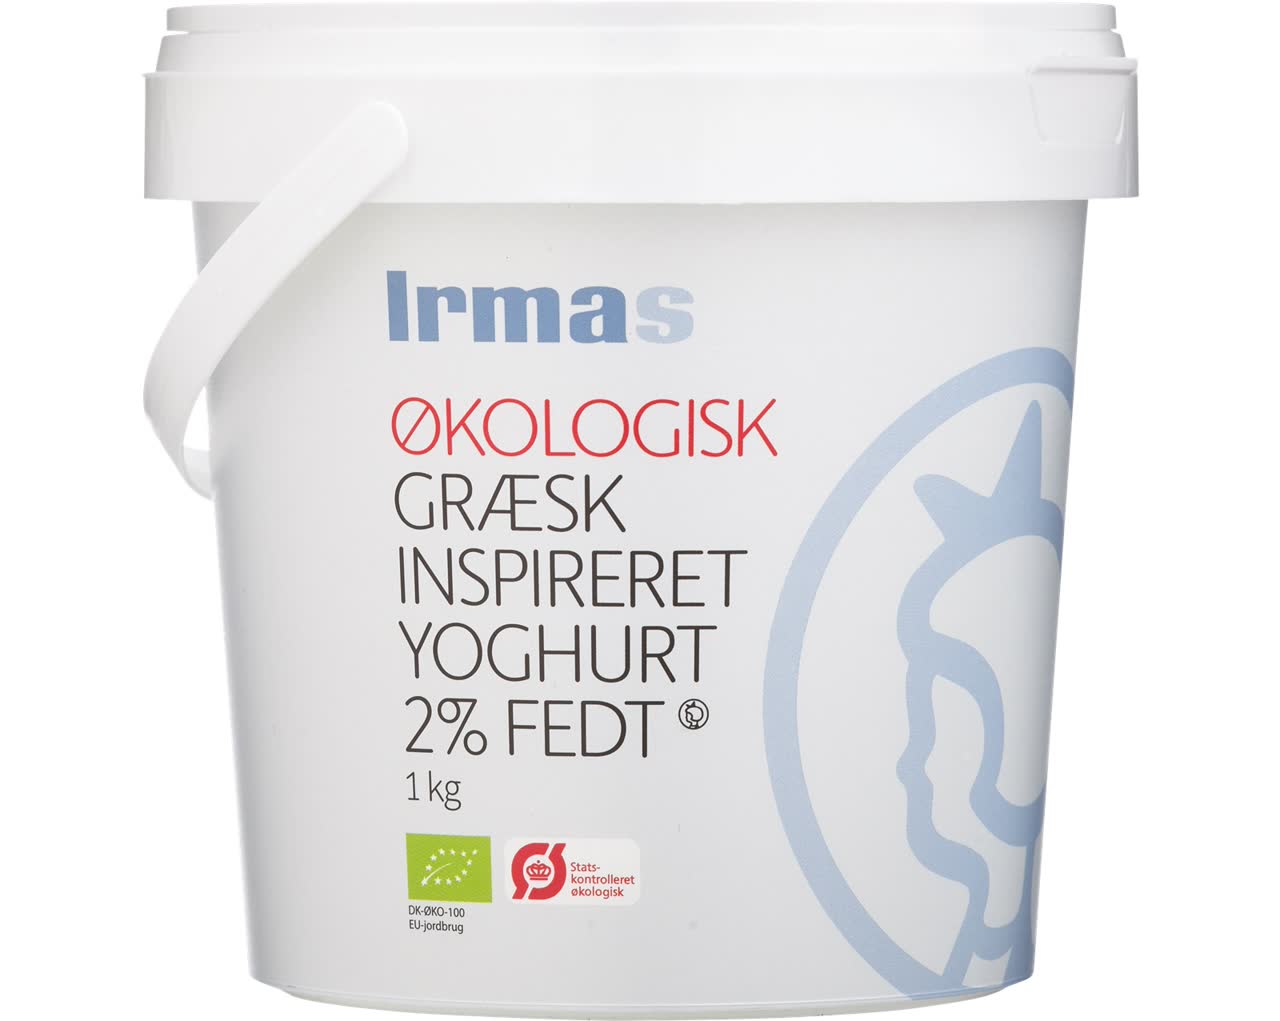 Irmas
ØKOLOGISK
GRÆSK
INSPIRERET
YOGHURT
2% FEDT
1 kg
Stats-
kontrolleret
økologisk
DK-ØKO-100
EU-jordbrug